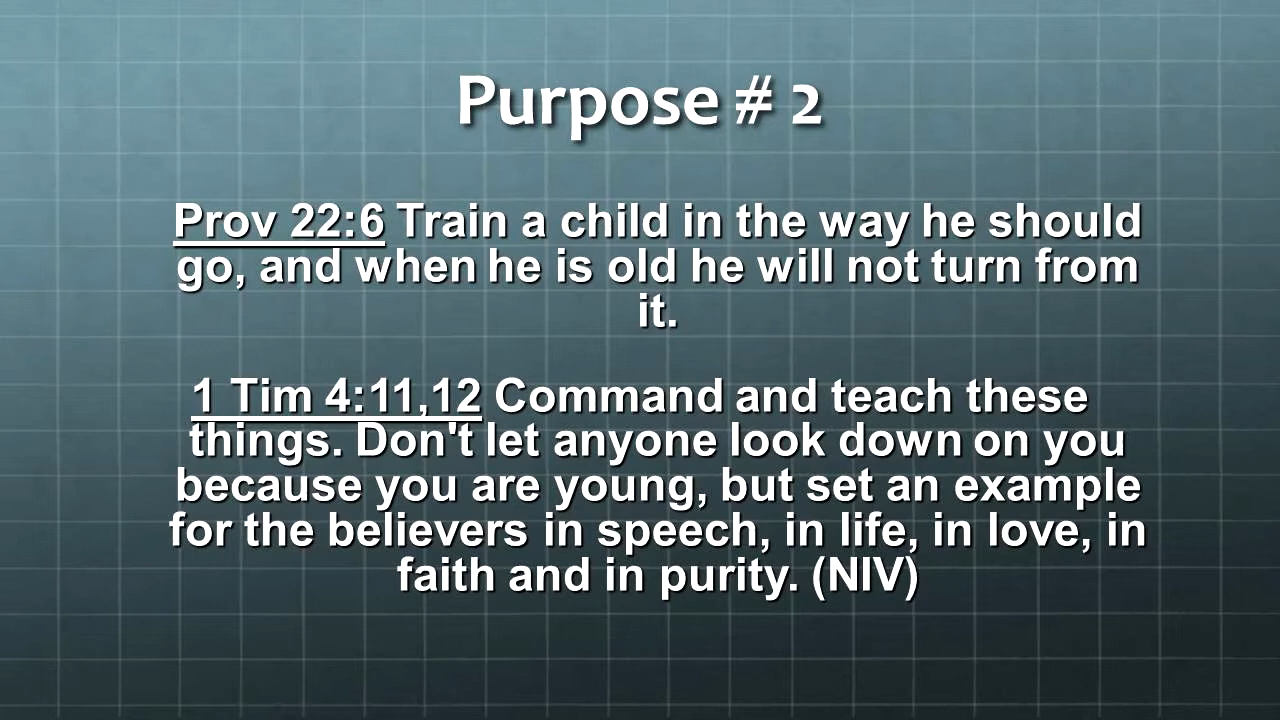 Purpose # 2
Prov 22:6 Train a child in the way he should
go, and when he is old he will not turn from
it.
1 Tim 4:11,12 Command and teach these
things. Don't let anyone look down on you
because you are young, but set an example
for the believers in speech, in life, in love, in
faith and in purity. (NIV)